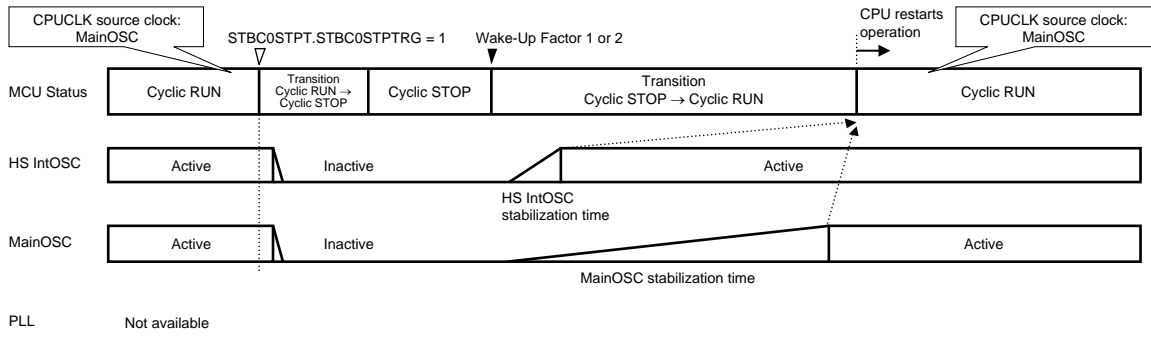 CPUCLK source clock:
MainOSC
STBC0STPT.STBC0STPTRG = 1
Wake-Up Factor 1 or 2
CPU restarts
operation
CPUCLK source clock:
MainOSC
MCU Status
Cyclic RUN
Transition
Cyclic RUN →
Cyclic STOP
Cyclic STOP
Transition
Cyclic STOP → Cyclic RUN
Cyclic RUN
HS IntOSC
Active
Inactive
Active
HS IntOSC
stabilization time
MainOSC
Active
Inactive
Active
MainOSC stabilization time
PLL
Not available